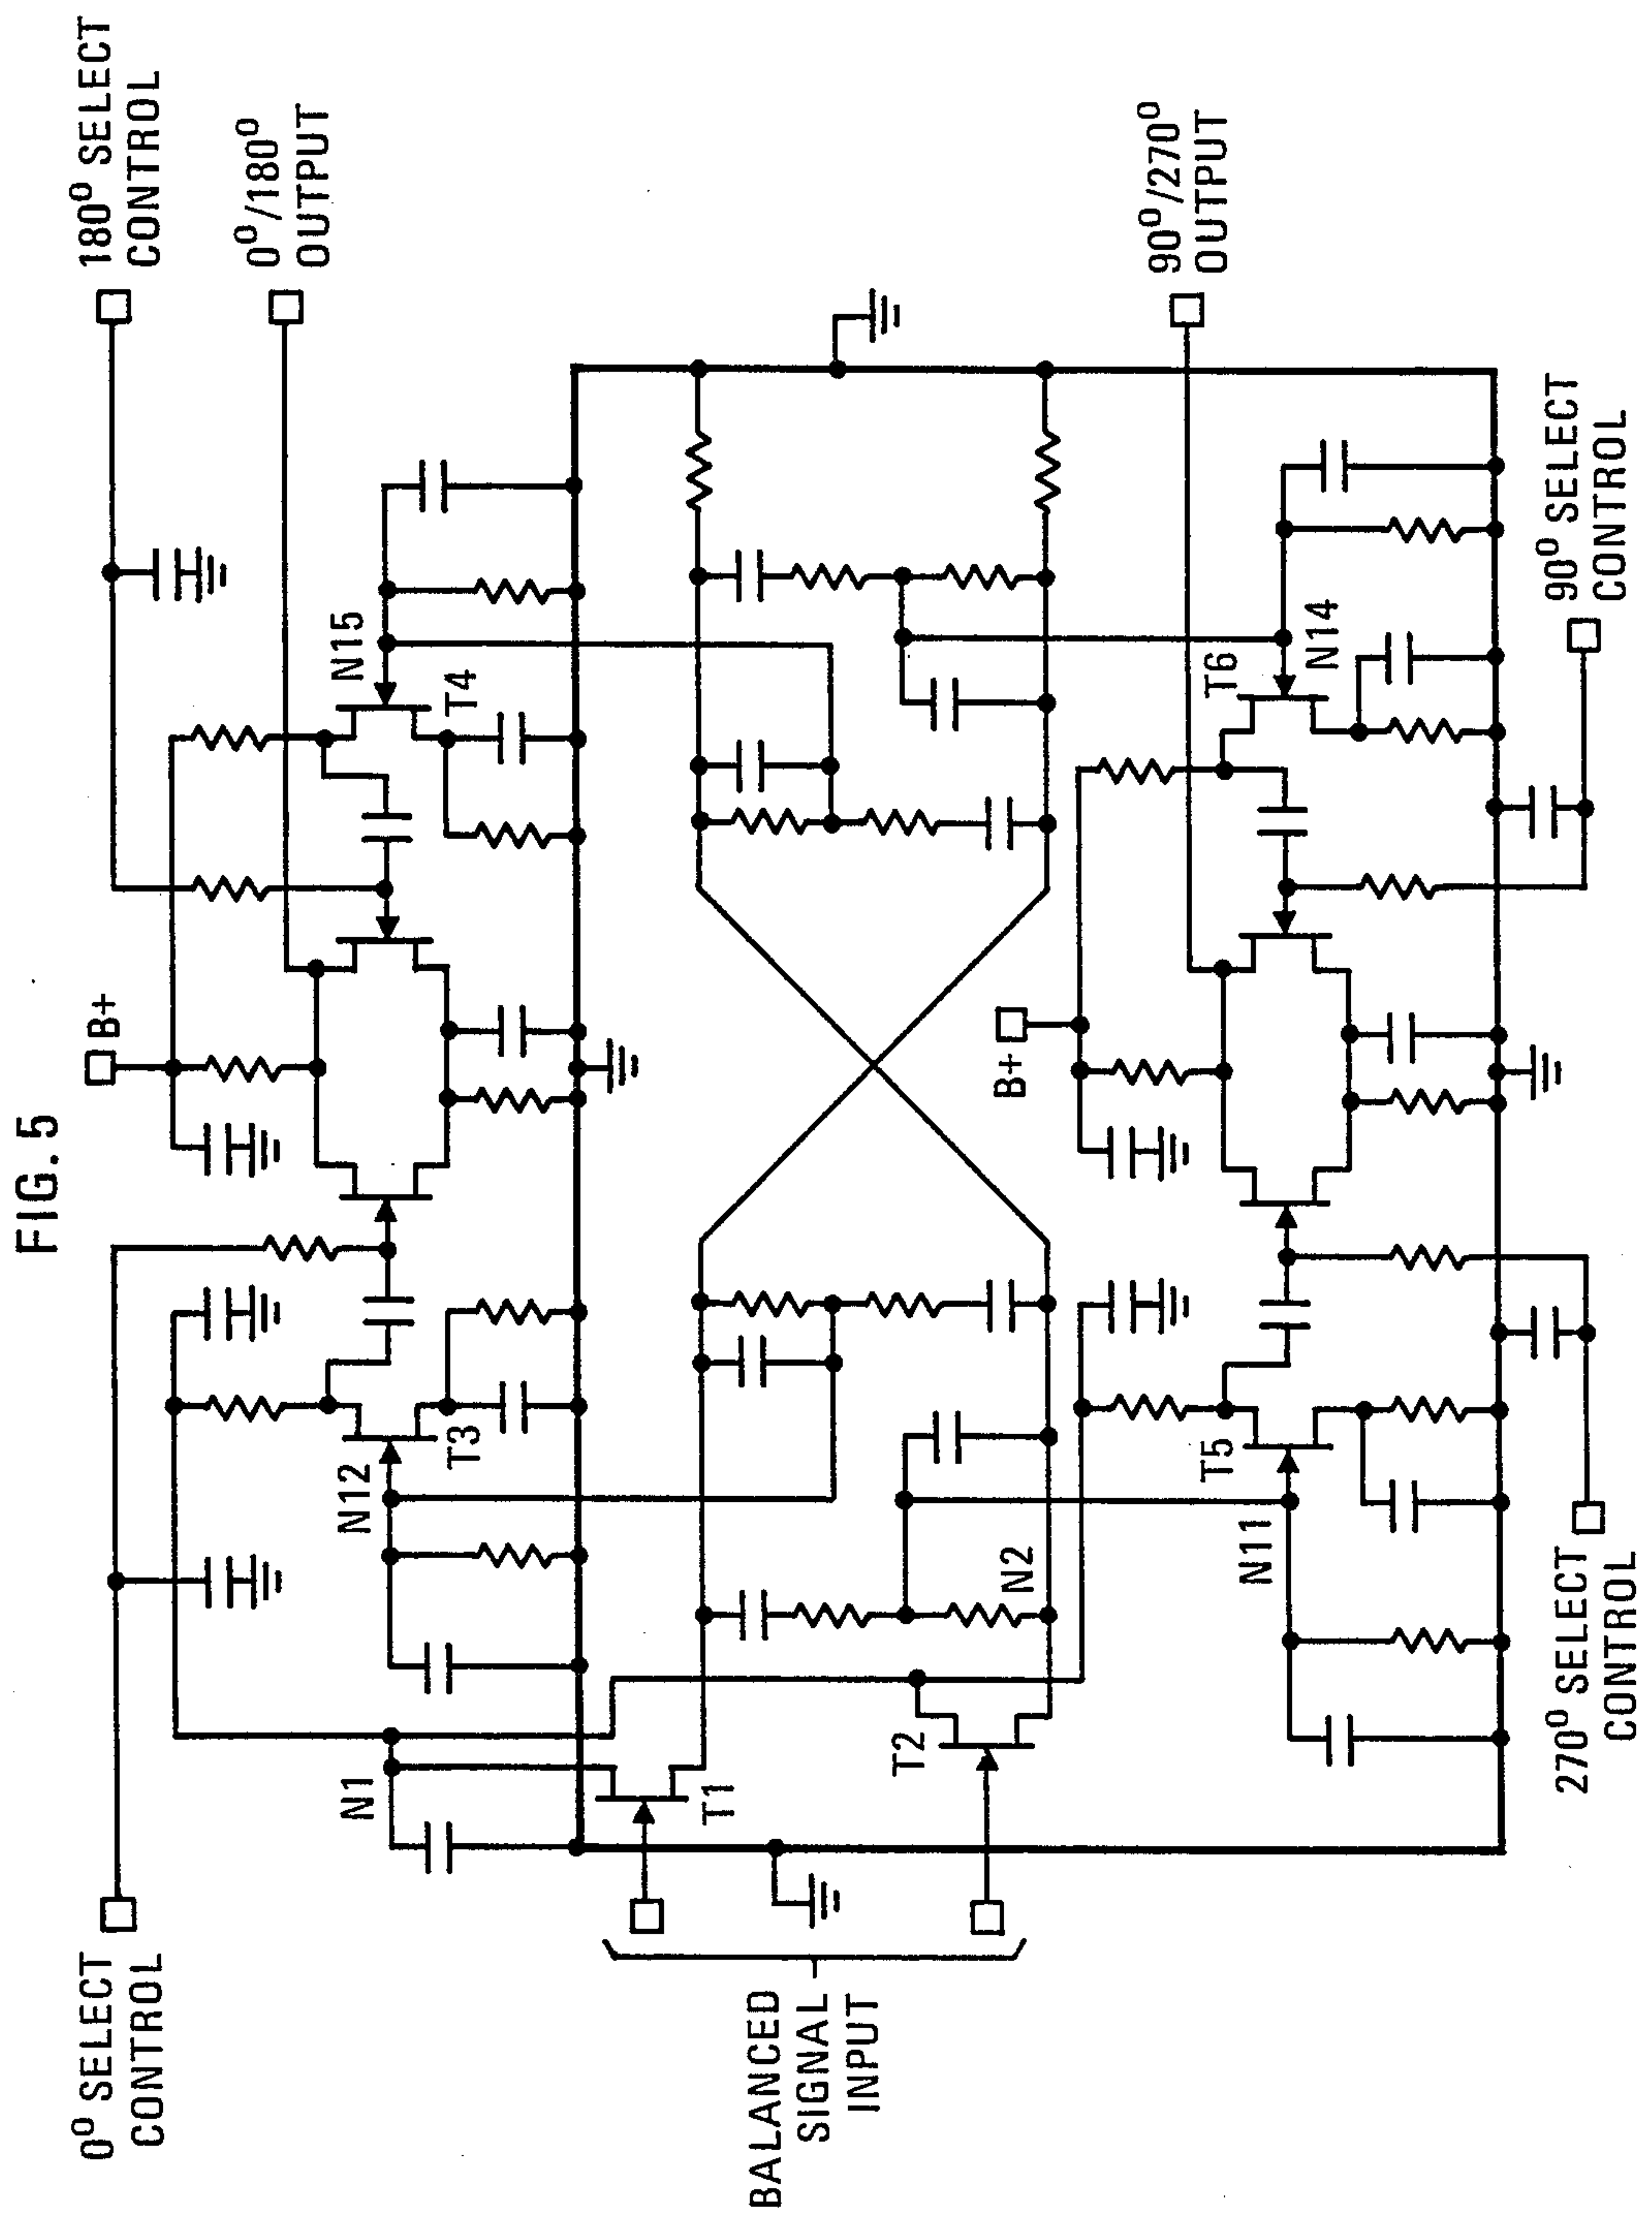 FIG. 5
0° SELECT
CONTROL
180° SELECT
CONTROL
0°/180°
OUTPUT
B+
N1
N12
T3
N15
T4
T1
T2
N2
BALANCED
SIGNAL
INPUT
B+
90°/270°
OUTPUT
T5
N11
T6
N14
270° SELECT
CONTROL
90° SELECT
CONTROL